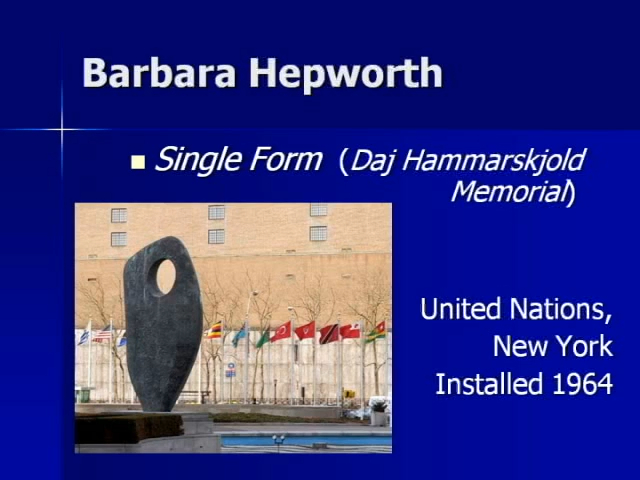 Barbara Hepworth
Single Form (Daj Hammarskjold
Memorial)
United Nations,
New York
Installed 1964